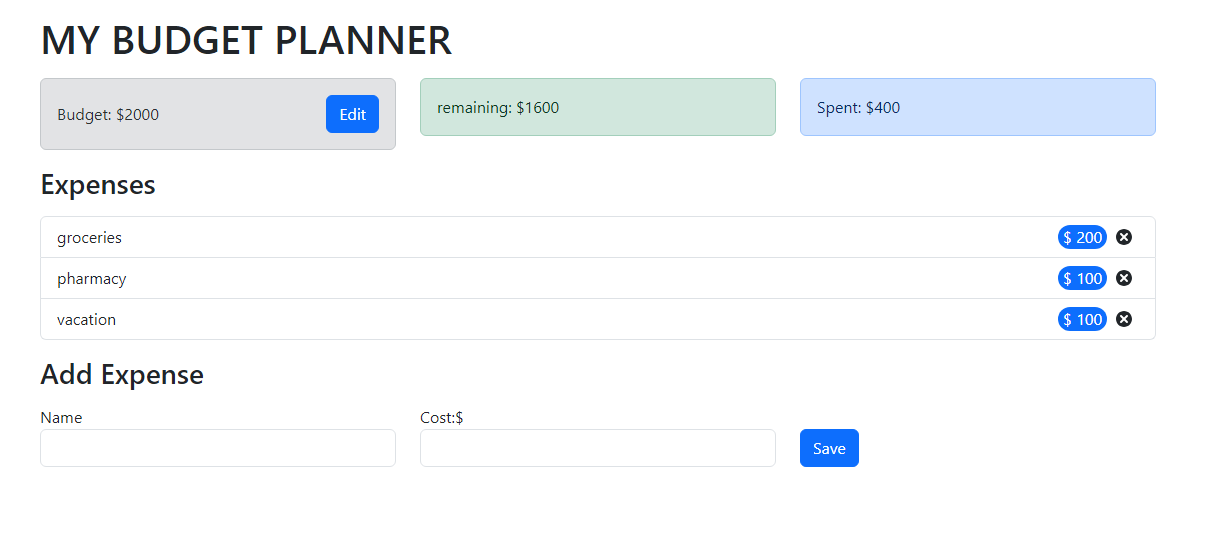 MY BUDGET PLANNER
Budget: $2000 Edit remaining: $1600 Spent: $400
Expenses
groceries $ 200
pharmacy $ 100
vacation $ 100
Add Expense
Name Cost:$
Save